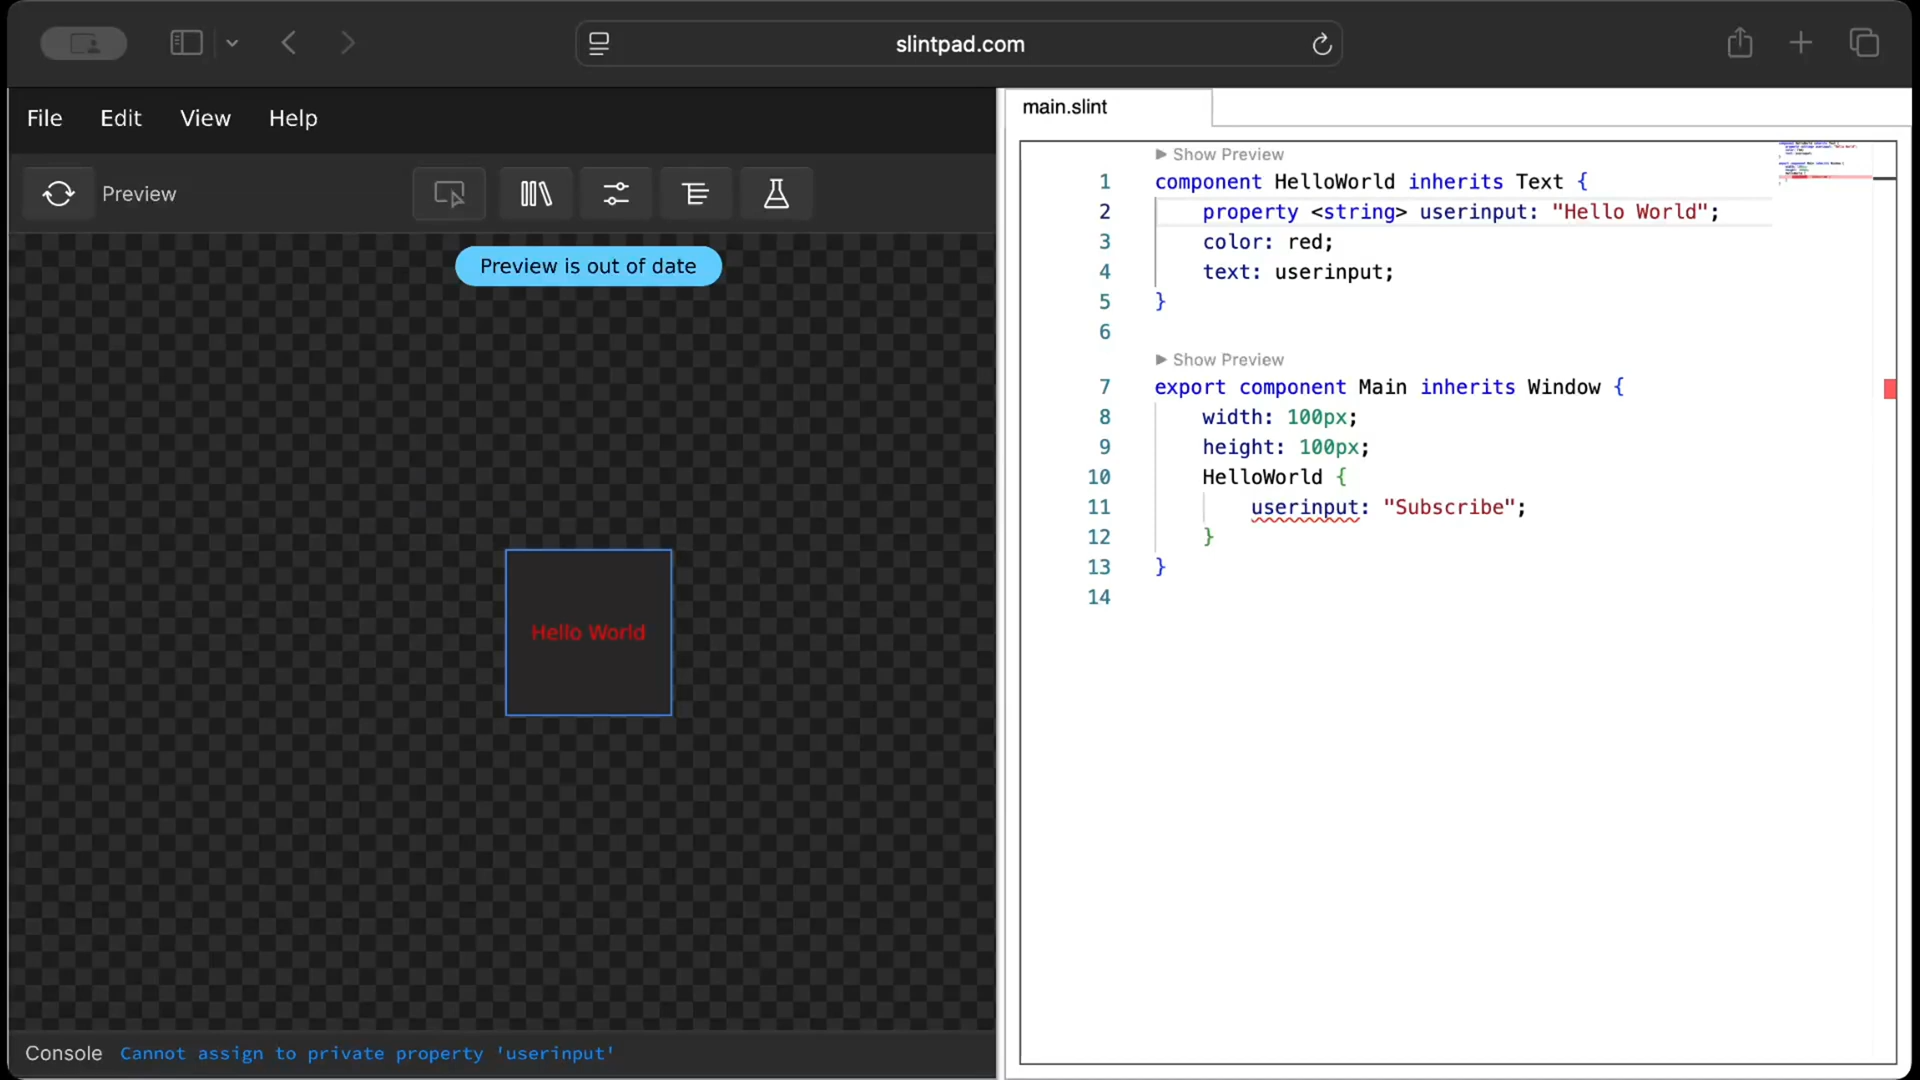 slintpad.com
File Edit View Help
Preview
Preview is out of date
Hello World
Console Cannot assign to private property 'userinput'
main.slint
Show Preview
1 component HelloWorld inherits Text {
2 property <string> userinput: "Hello World";
3 color: red;
4 text: userinput;
5 }
6
Show Preview
7 export component Main inherits Window {
8 width: 100px;
9 height: 100px;
10 HelloWorld {
11 userinput: "Subscribe";
12 }
13 }
14